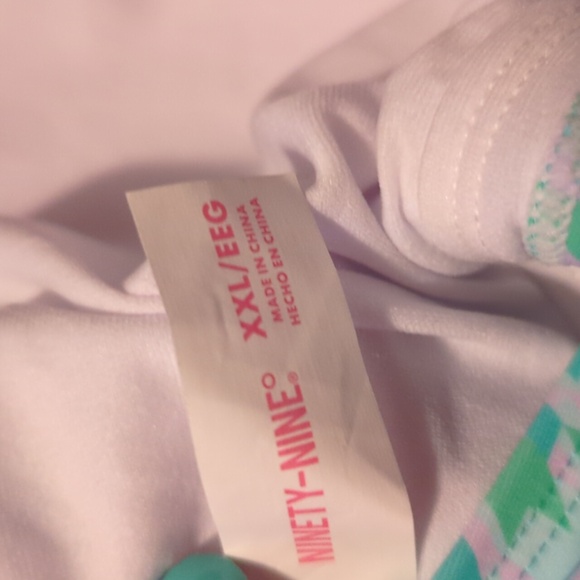 NINETY-NINE°®
XXL/EEG
MADE IN CHINA
HECHO EN CHINA